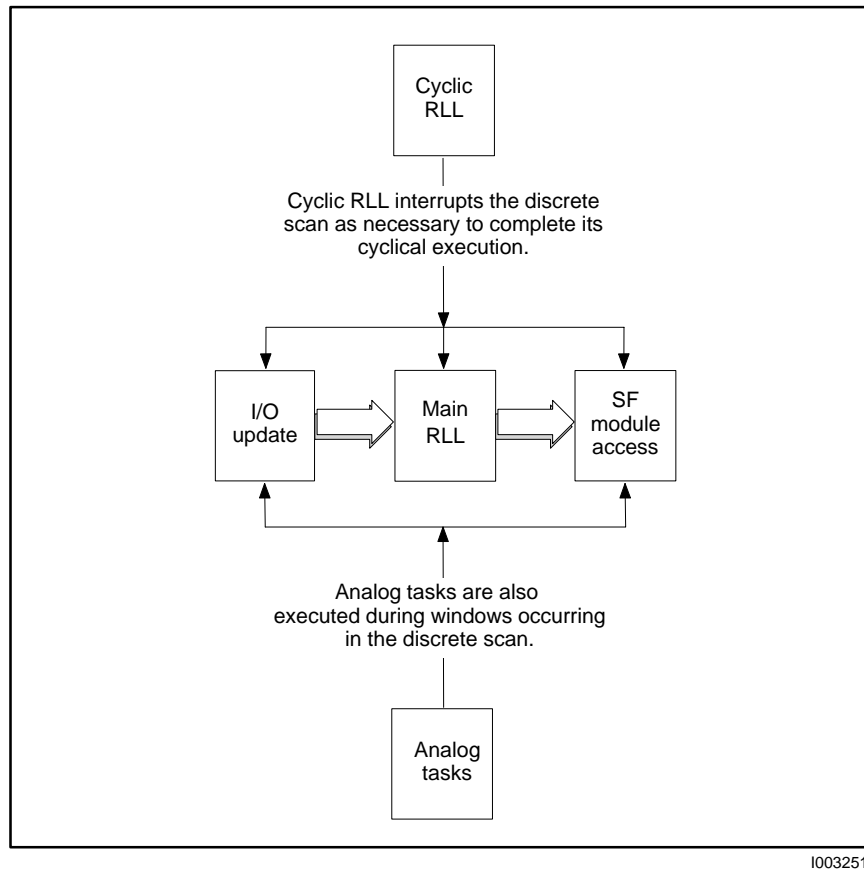 Cyclic
RLL
Cyclic RLL interrupts the discrete
scan as necessary to complete its
cyclical execution.
I/O
update
Main
RLL
SF
module
access
Analog tasks are also
executed during windows occurring
in the discrete scan.
Analog
tasks
I003251